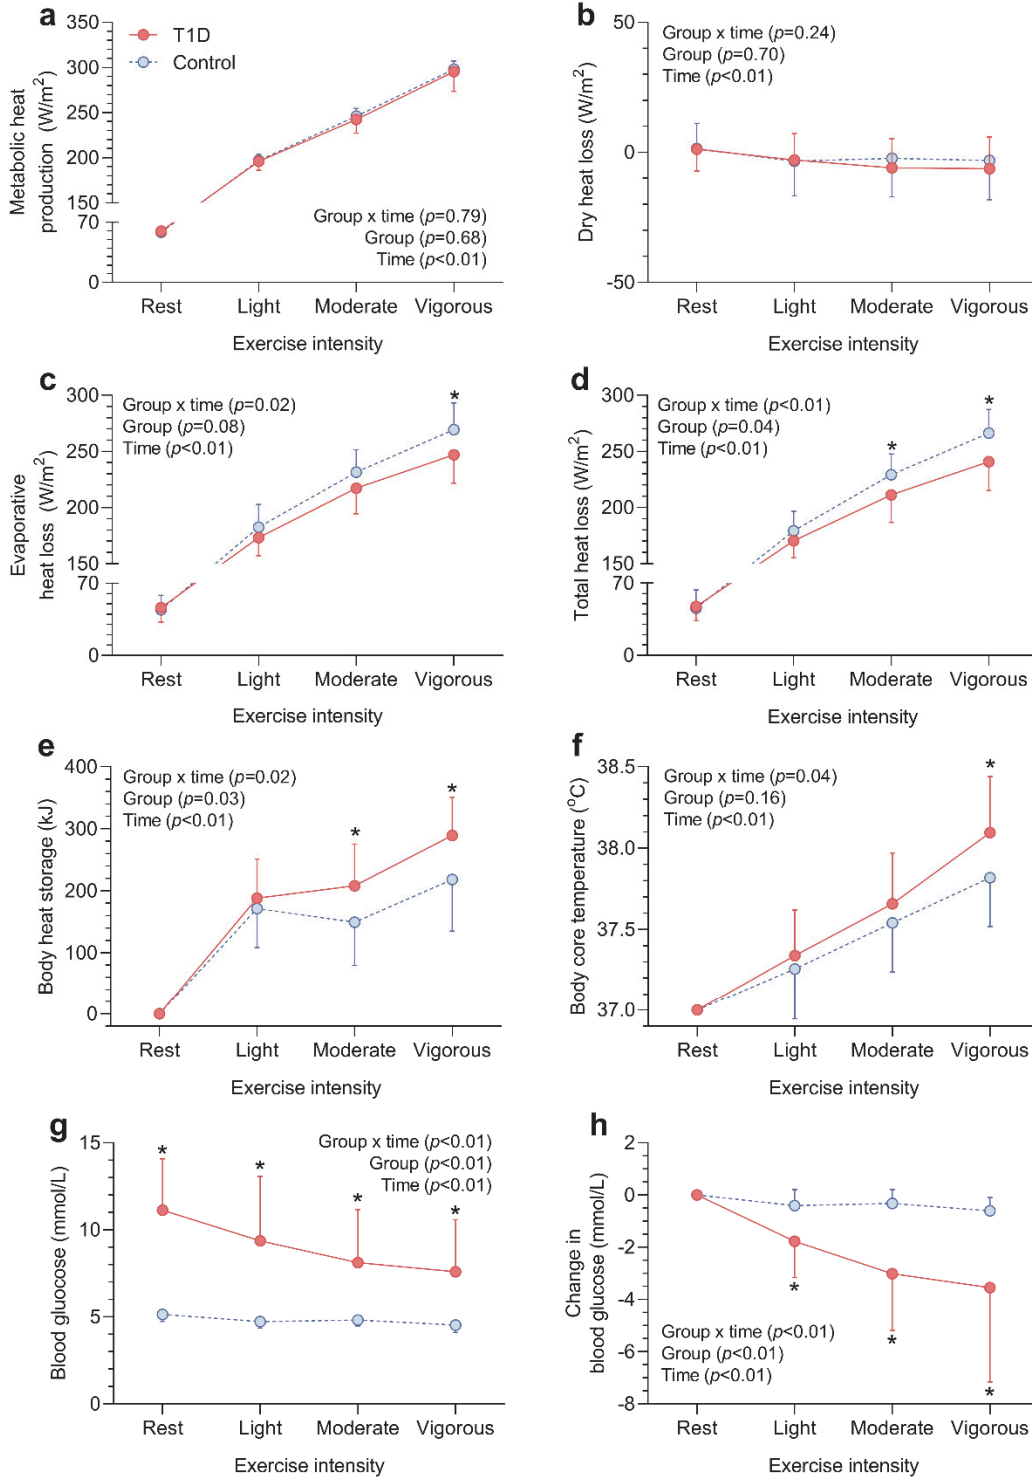 a
T1D
Control
Metabolic heat
production (W/m2)
350
300
250
200
150
70
0
Group x time (p=0.79)
Group (p=0.68)
Time (p<0.01)
Rest Light Moderate Vigorous
Exercise intensity
b
Dry heat loss (W/m2)
50
0
-50
Group x time (p=0.24)
Group (p=0.70)
Time (p<0.01)
Rest Light Moderate Vigorous
Exercise intensity
c
Evaporative
heat loss (W/m2)
300
250
200
150
70
0
Group x time (p=0.02)
Group (p=0.08)
Time (p<0.01)
*
Rest Light Moderate Vigorous
Exercise intensity
d
Total heat loss (W/m2)
300
250
200
150
70
0
Group x time (p<0.01)
Group (p=0.04)
Time (p<0.01)
* *
Rest Light Moderate Vigorous
Exercise intensity
e
Body heat storage (kJ)
400
300
200
100
0
Group x time (p=0.02)
Group (p=0.03)
Time (p<0.01)
* *
Rest Light Moderate Vigorous
Exercise intensity
f
Body core temperature (oC)
38.5
38.0
37.5
37.0
Group x time (p=0.04)
Group (p=0.16)
Time (p<0.01)
*
Rest Light Moderate Vigorous
Exercise intensity
g
Blood gluocose (mmol/L)
15
10
5
0
Group x time (p<0.01)
Group (p<0.01)
Time (p<0.01)
* * * *
Rest Light Moderate Vigorous
Exercise intensity
h
Change in
blood glucose (mmol/L)
2
0
-2
-4
-6
-8
Group x time (p<0.01)
Group (p<0.01)
Time (p<0.01)
* * *
Rest Light Moderate Vigorous
Exercise intensity